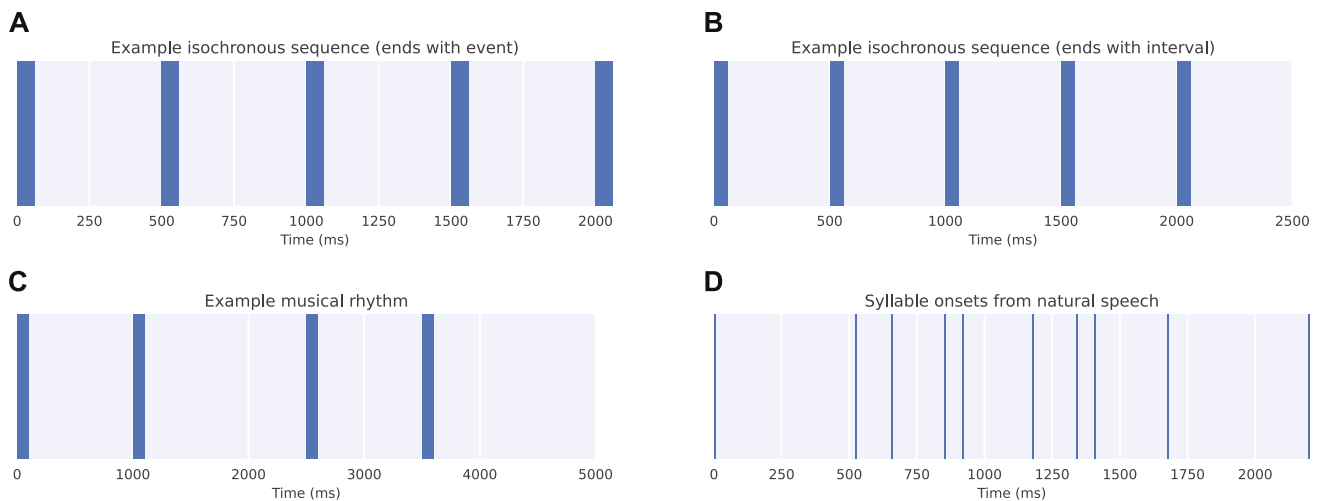 A
Example isochronous sequence (ends with event)
0 250 500 750 1000 1250 1500 1750 2000
Time (ms)
B
Example isochronous sequence (ends with interval)
0 500 1000 1500 2000 2500
Time (ms)
C
Example musical rhythm
0 1000 2000 3000 4000 5000
Time (ms)
D
Syllable onsets from natural speech
0 250 500 750 1000 1250 1500 1750 2000
Time (ms)